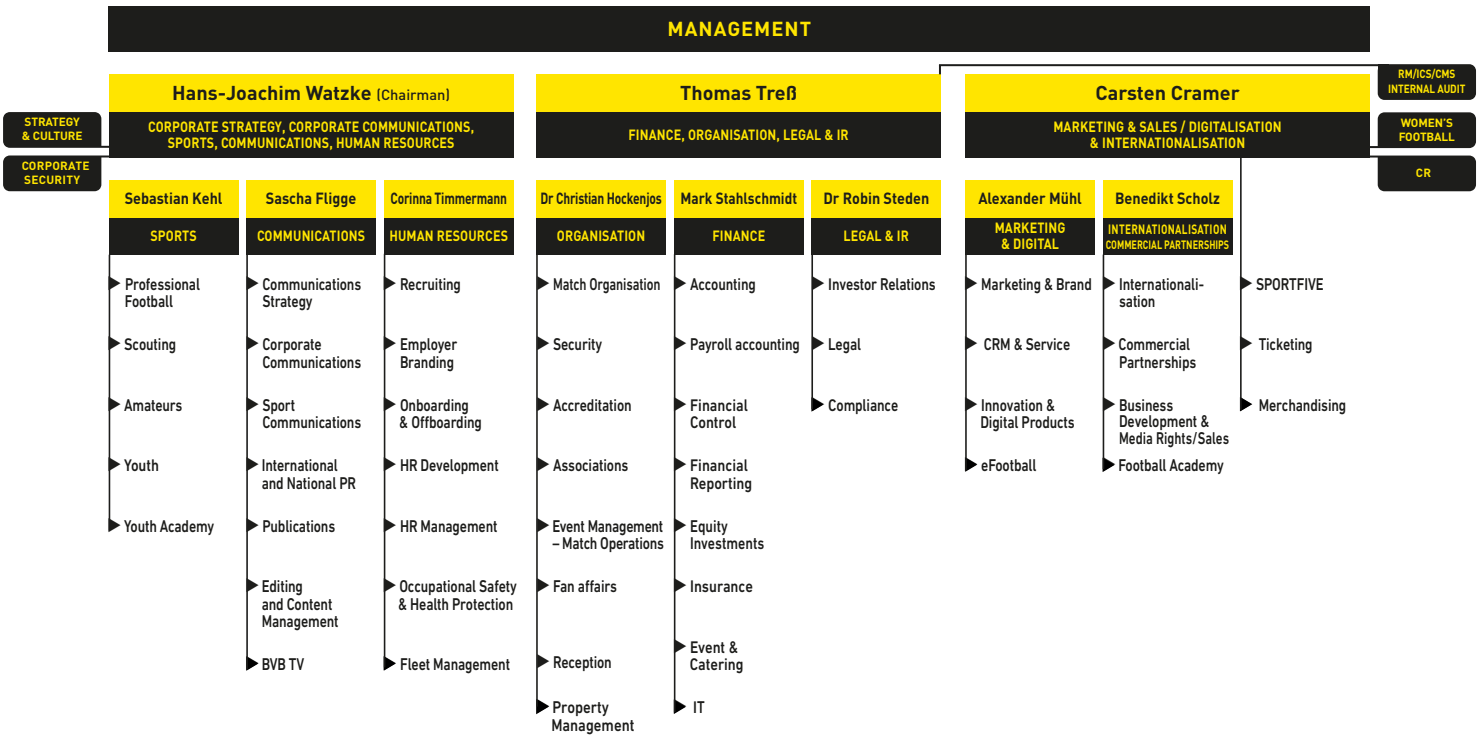 MANAGEMENT
Hans-Joachim Watzke (Chairman)
CORPORATE STRATEGY, CORPORATE COMMUNICATIONS,
SPORTS, COMMUNICATIONS, HUMAN RESOURCES
STRATEGY
& CULTURE
CORPORATE
SECURITY
Thomas Treß
FINANCE, ORGANISATION, LEGAL & IR
Carsten Cramer
MARKETING & SALES / DIGITALISATION
& INTERNATIONALISATION
RM/ICS/CMS
INTERNAL AUDIT
WOMEN'S
FOOTBALL
CR
Sebastian Kehl
SPORTS
Professional
Football
Scouting
Amateurs
Youth
Youth Academy
Sascha Fligge
COMMUNICATIONS
Communications
Strategy
Corporate
Communications
Sport
Communications
International
and National PR
Publications
Editing
and Content
Management
BVB TV
Corinna Timmermann
HUMAN RESOURCES
Recruiting
Employer
Branding
Onboarding
& Offboarding
HR Development
HR Management
Occupational Safety
& Health Protection
Fleet Management
Dr Christian Hockenjos
ORGANISATION
Match Organisation
Security
Accreditation
Associations
Event Management
– Match Operations
Fan affairs
Reception
Property
Management
Mark Stahlschmidt
FINANCE
Accounting
Payroll accounting
Financial
Control
Financial
Reporting
Equity
Investments
Insurance
Event &
Catering
IT
Dr Robin Steden
LEGAL & IR
Investor Relations
Legal
Compliance
Alexander Mühl
MARKETING
& DIGITAL
Marketing & Brand
CRM & Service
Innovation &
Digital Products
eFootball
Benedikt Scholz
INTERNATIONALISATION
COMMERCIAL PARTNERSHIPS
Internationali-
sation
Commercial
Partnerships
Business
Development &
Media Rights/Sales
Football Academy
SPORTFIVE
Ticketing
Merchandising